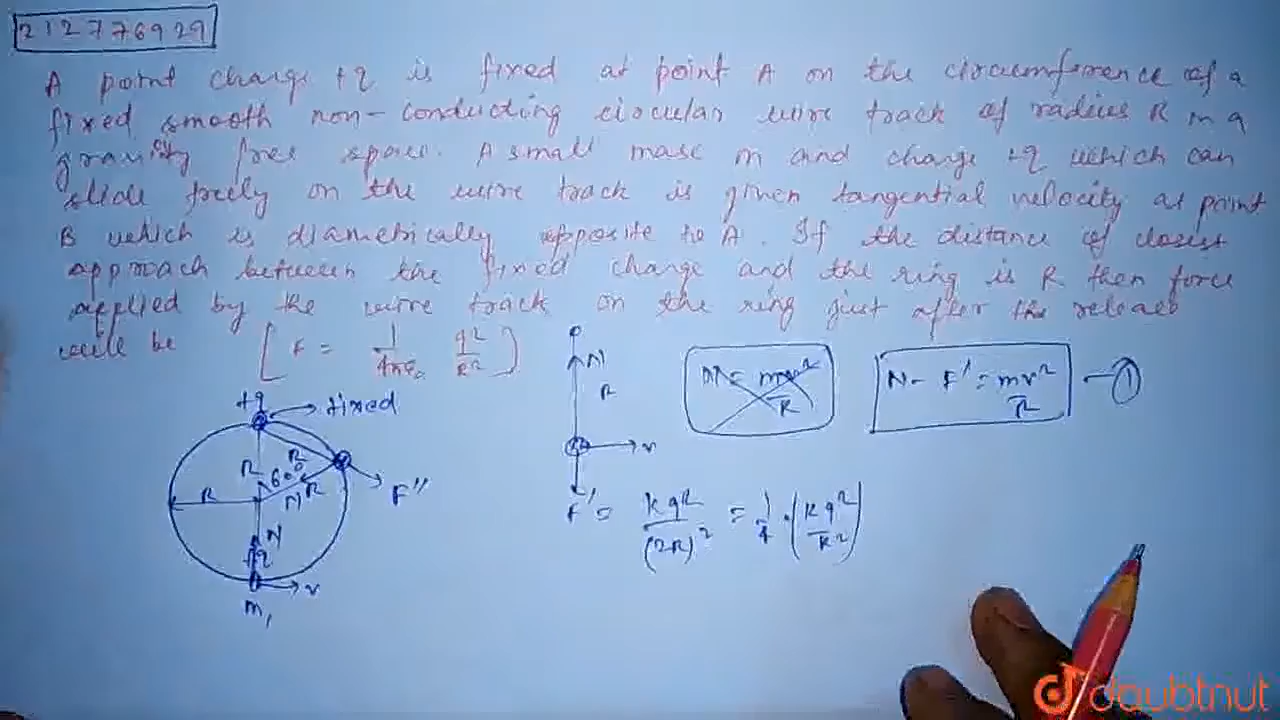 212776929
A point charge +q is fixed at point A on the circumference of a
fixed smooth non-conducting circular wire track of radius R in a
gravity free space. A small mass m and charge +q which can
slide freely on the wire track is given tangential velocity at point
B which is diametrically opposite to A. If the distance of closest
approach between the fixed charge and the ring is R then force
applied by the wire track on the ring just after the release
will be [F = 1/4πε₀ q²/R²]
+q → fixed
R
R
60°
R
R
N
F''
N
+q
v
m,
N
R
v
F' = kq²/(2R)² = 1/4 · (kq²/R²)
N = mv²/R
N - F' = mv²/R - ①
doubtnut